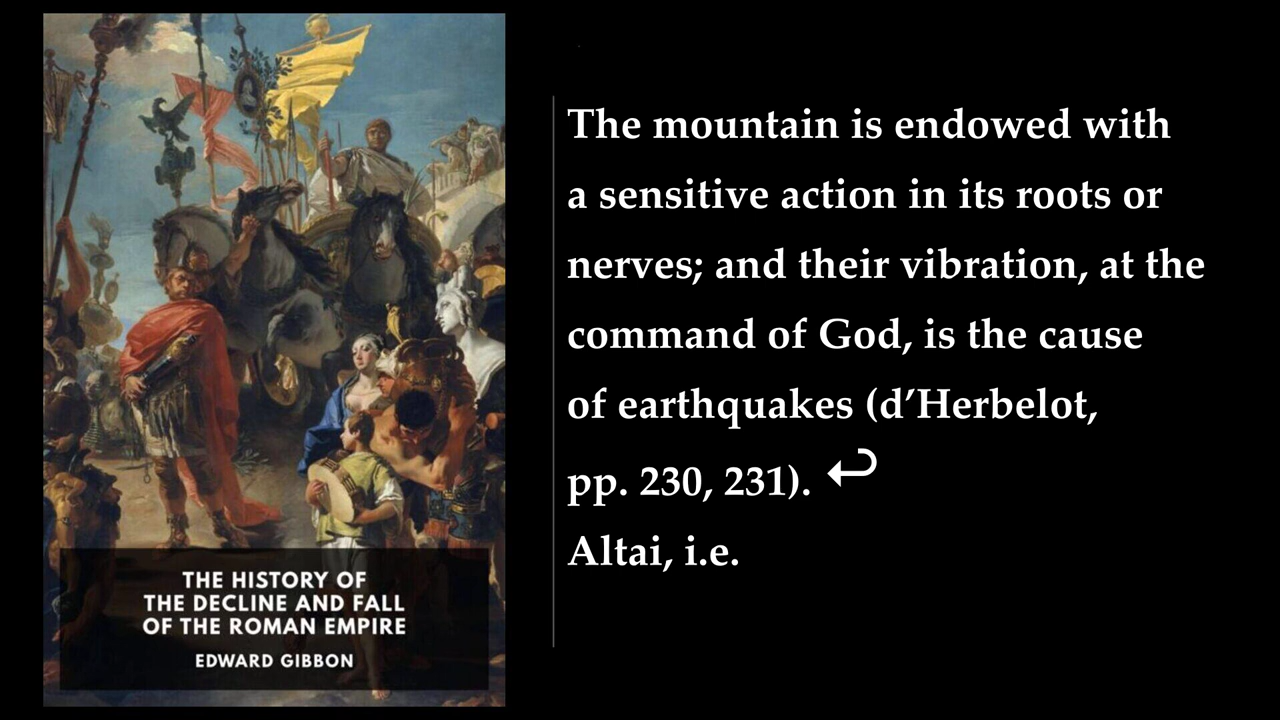 THE HISTORY OF
THE DECLINE AND FALL
OF THE ROMAN EMPIRE
EDWARD GIBBON
The mountain is endowed with
a sensitive action in its roots or
nerves; and their vibration, at the
command of God, is the cause
of earthquakes (d’Herbelot,
pp. 230, 231). ↩
Altai, i.e.